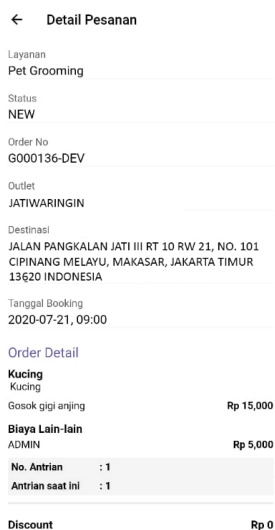 Detail Pesanan
Layanan
Pet Grooming
Status
NEW
Order No
G000136-DEV
Outlet
JATIWARINGIN
Destinasi
JALAN PANGKALAN JATI III RT 10 RW 21, NO. 101
CIPINANG MELAYU, MAKASAR, JAKARTA TIMUR
13620 INDONESIA
Tanggal Booking
2020-07-21, 09:00
Order Detail
Kucing
Kucing
Gosok gigi anjing Rp 15,000
Biaya Lain-lain
ADMIN Rp 5,000
No. Antrian : 1
Antrian saat ini : 1
Discount Rp 0